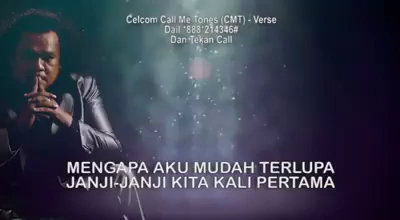 Celcom Call Me Tones (CMT) - Verse
Dail *888*214346#
Dan Tekan Call
MENGAPA AKU MUDAH TERLUPA
JANJI-JANJI KITA KALI PERTAMA